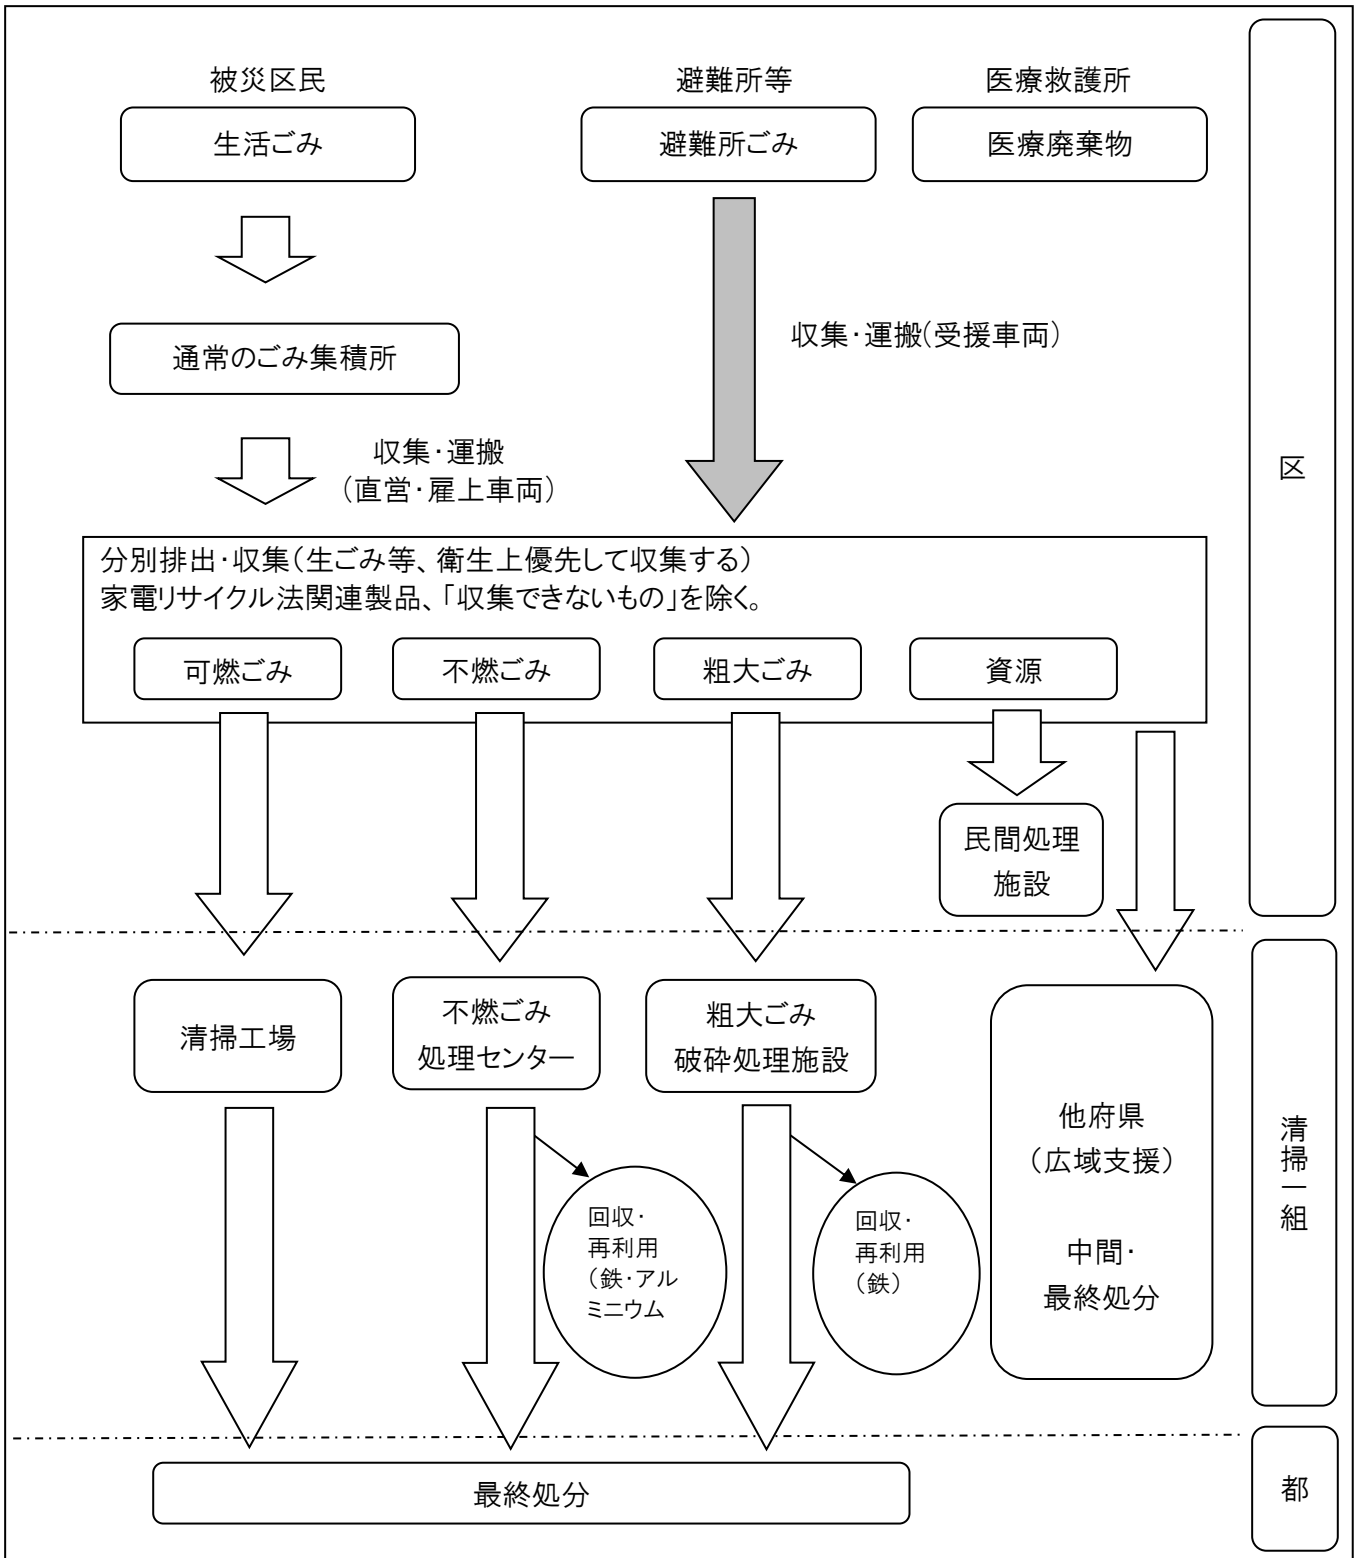 被災区民
避難所等
医療救護所
生活ごみ
避難所ごみ
医療廃棄物
通常のごみ集積所
収集・運搬(受援車両)
収集・運搬
（直営・雇上車両）
区
分別排出・収集（生ごみ等、衛生上優先して収集する）
家電リサイクル法関連製品、「収集できないもの」を除く。
可燃ごみ
不燃ごみ
粗大ごみ
資源
民間処理
施設
清掃工場
不燃ごみ
処理センター
粗大ごみ
破砕処理施設
他府県
（広域支援）
中間・
最終処分
回収・
再利用
（鉄・アル
ミニウム
回収・
再利用
（鉄）
清掃一組
最終処分
都